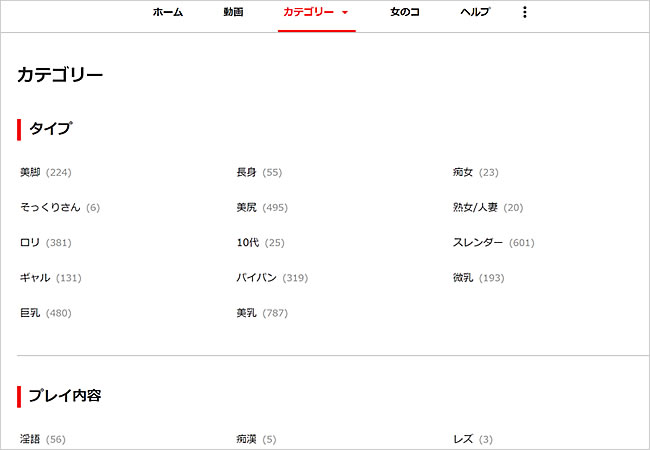 ホーム 動画 カテゴリー 女のコ ヘルプ
カテゴリー
タイプ
美脚 (224) 長身 (55) 痴女 (23)
そっくりさん (6) 美尻 (495) 熟女/人妻 (20)
ロリ (381) 10代 (25) スレンダー (601)
ギャル (131) パイパン (319) 微乳 (193)
巨乳 (480) 美乳 (787)
プレイ内容
淫語 (56) 痴漢 (5) レズ (3)